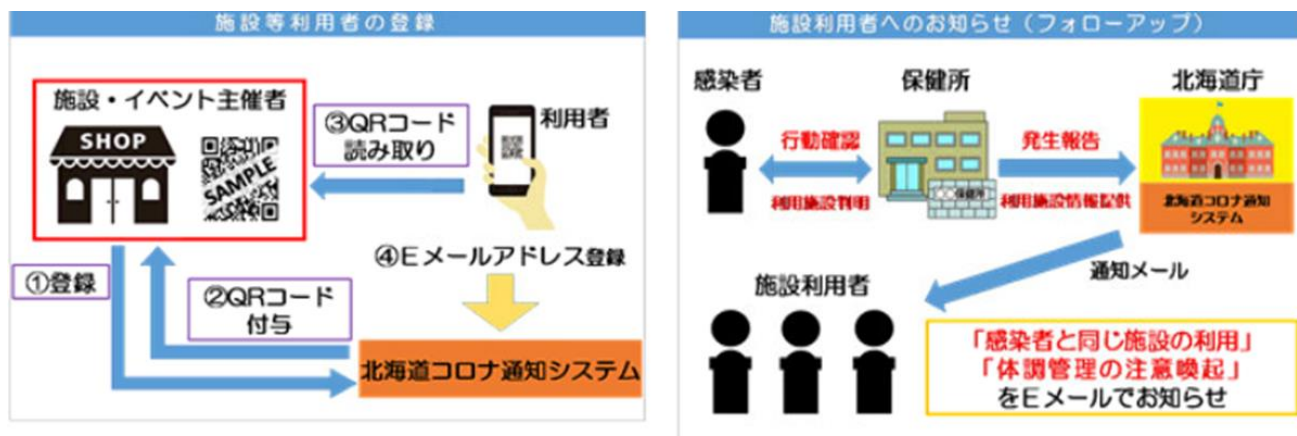 施設等利用者の登録
施設・イベント主催者
SHOP
SAMPLE
③QRコード
読み取り
利用者
④Eメールアドレス登録
①登録
②QRコード
付与
北海道コロナ通知システム
施設利用者へのお知らせ（フォローアップ）
感染者
保健所
北海道庁
行動確認
利用施設判明
保健所
発生報告
利用施設情報提供
北海道コロナ通知
システム
通知メール
施設利用者
「感染者と同じ施設の利用」
「体調管理の注意喚起」
をEメールでお知らせ